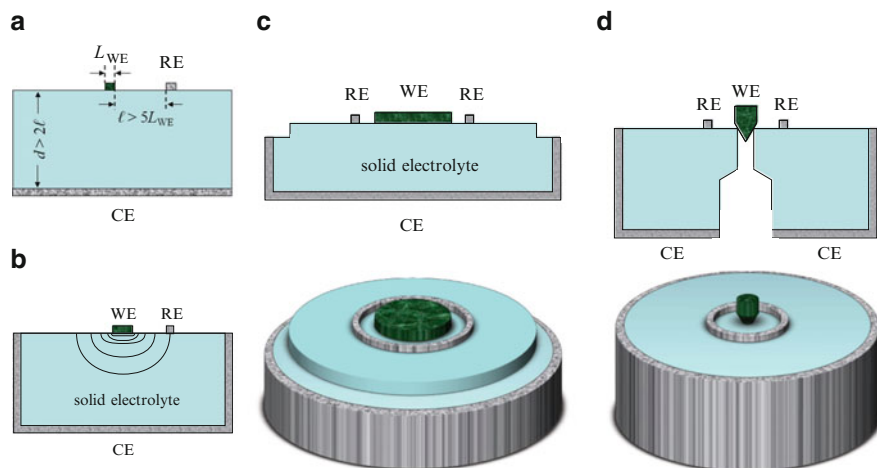 a
L_WE
RE
ℓ > 5L_WE
d > 2ℓ
CE
b
WE
RE
solid electrolyte
CE
c
WE
RE
RE
solid electrolyte
CE
d
WE
RE
RE
CE
CE